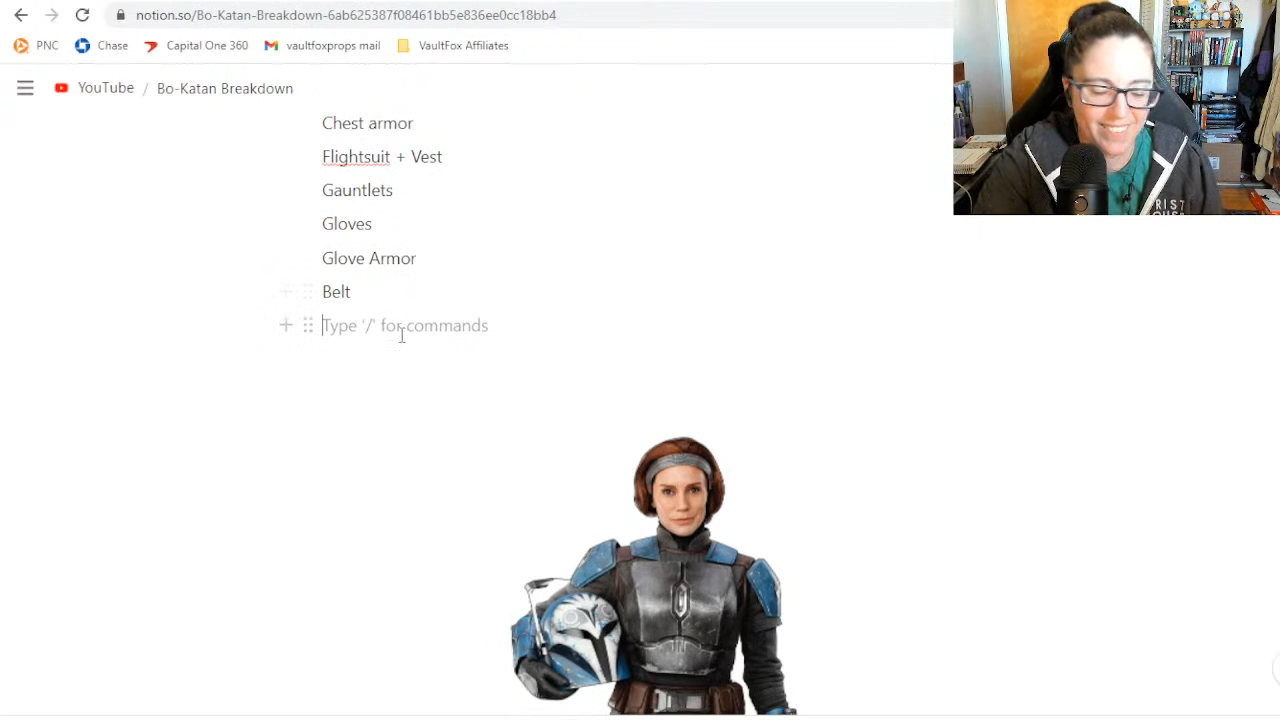 notion.so/Bo-Katan-Breakdown-6ab625387f08461bb5e836ee0cc18bb4
PNC Chase Capital One 360 vaultfoxprops mail VaultFox Affiliates
YouTube / Bo-Katan Breakdown
Chest armor
Flightsuit + Vest
Gauntlets
Gloves
Glove Armor
Belt
Type '/' for commands